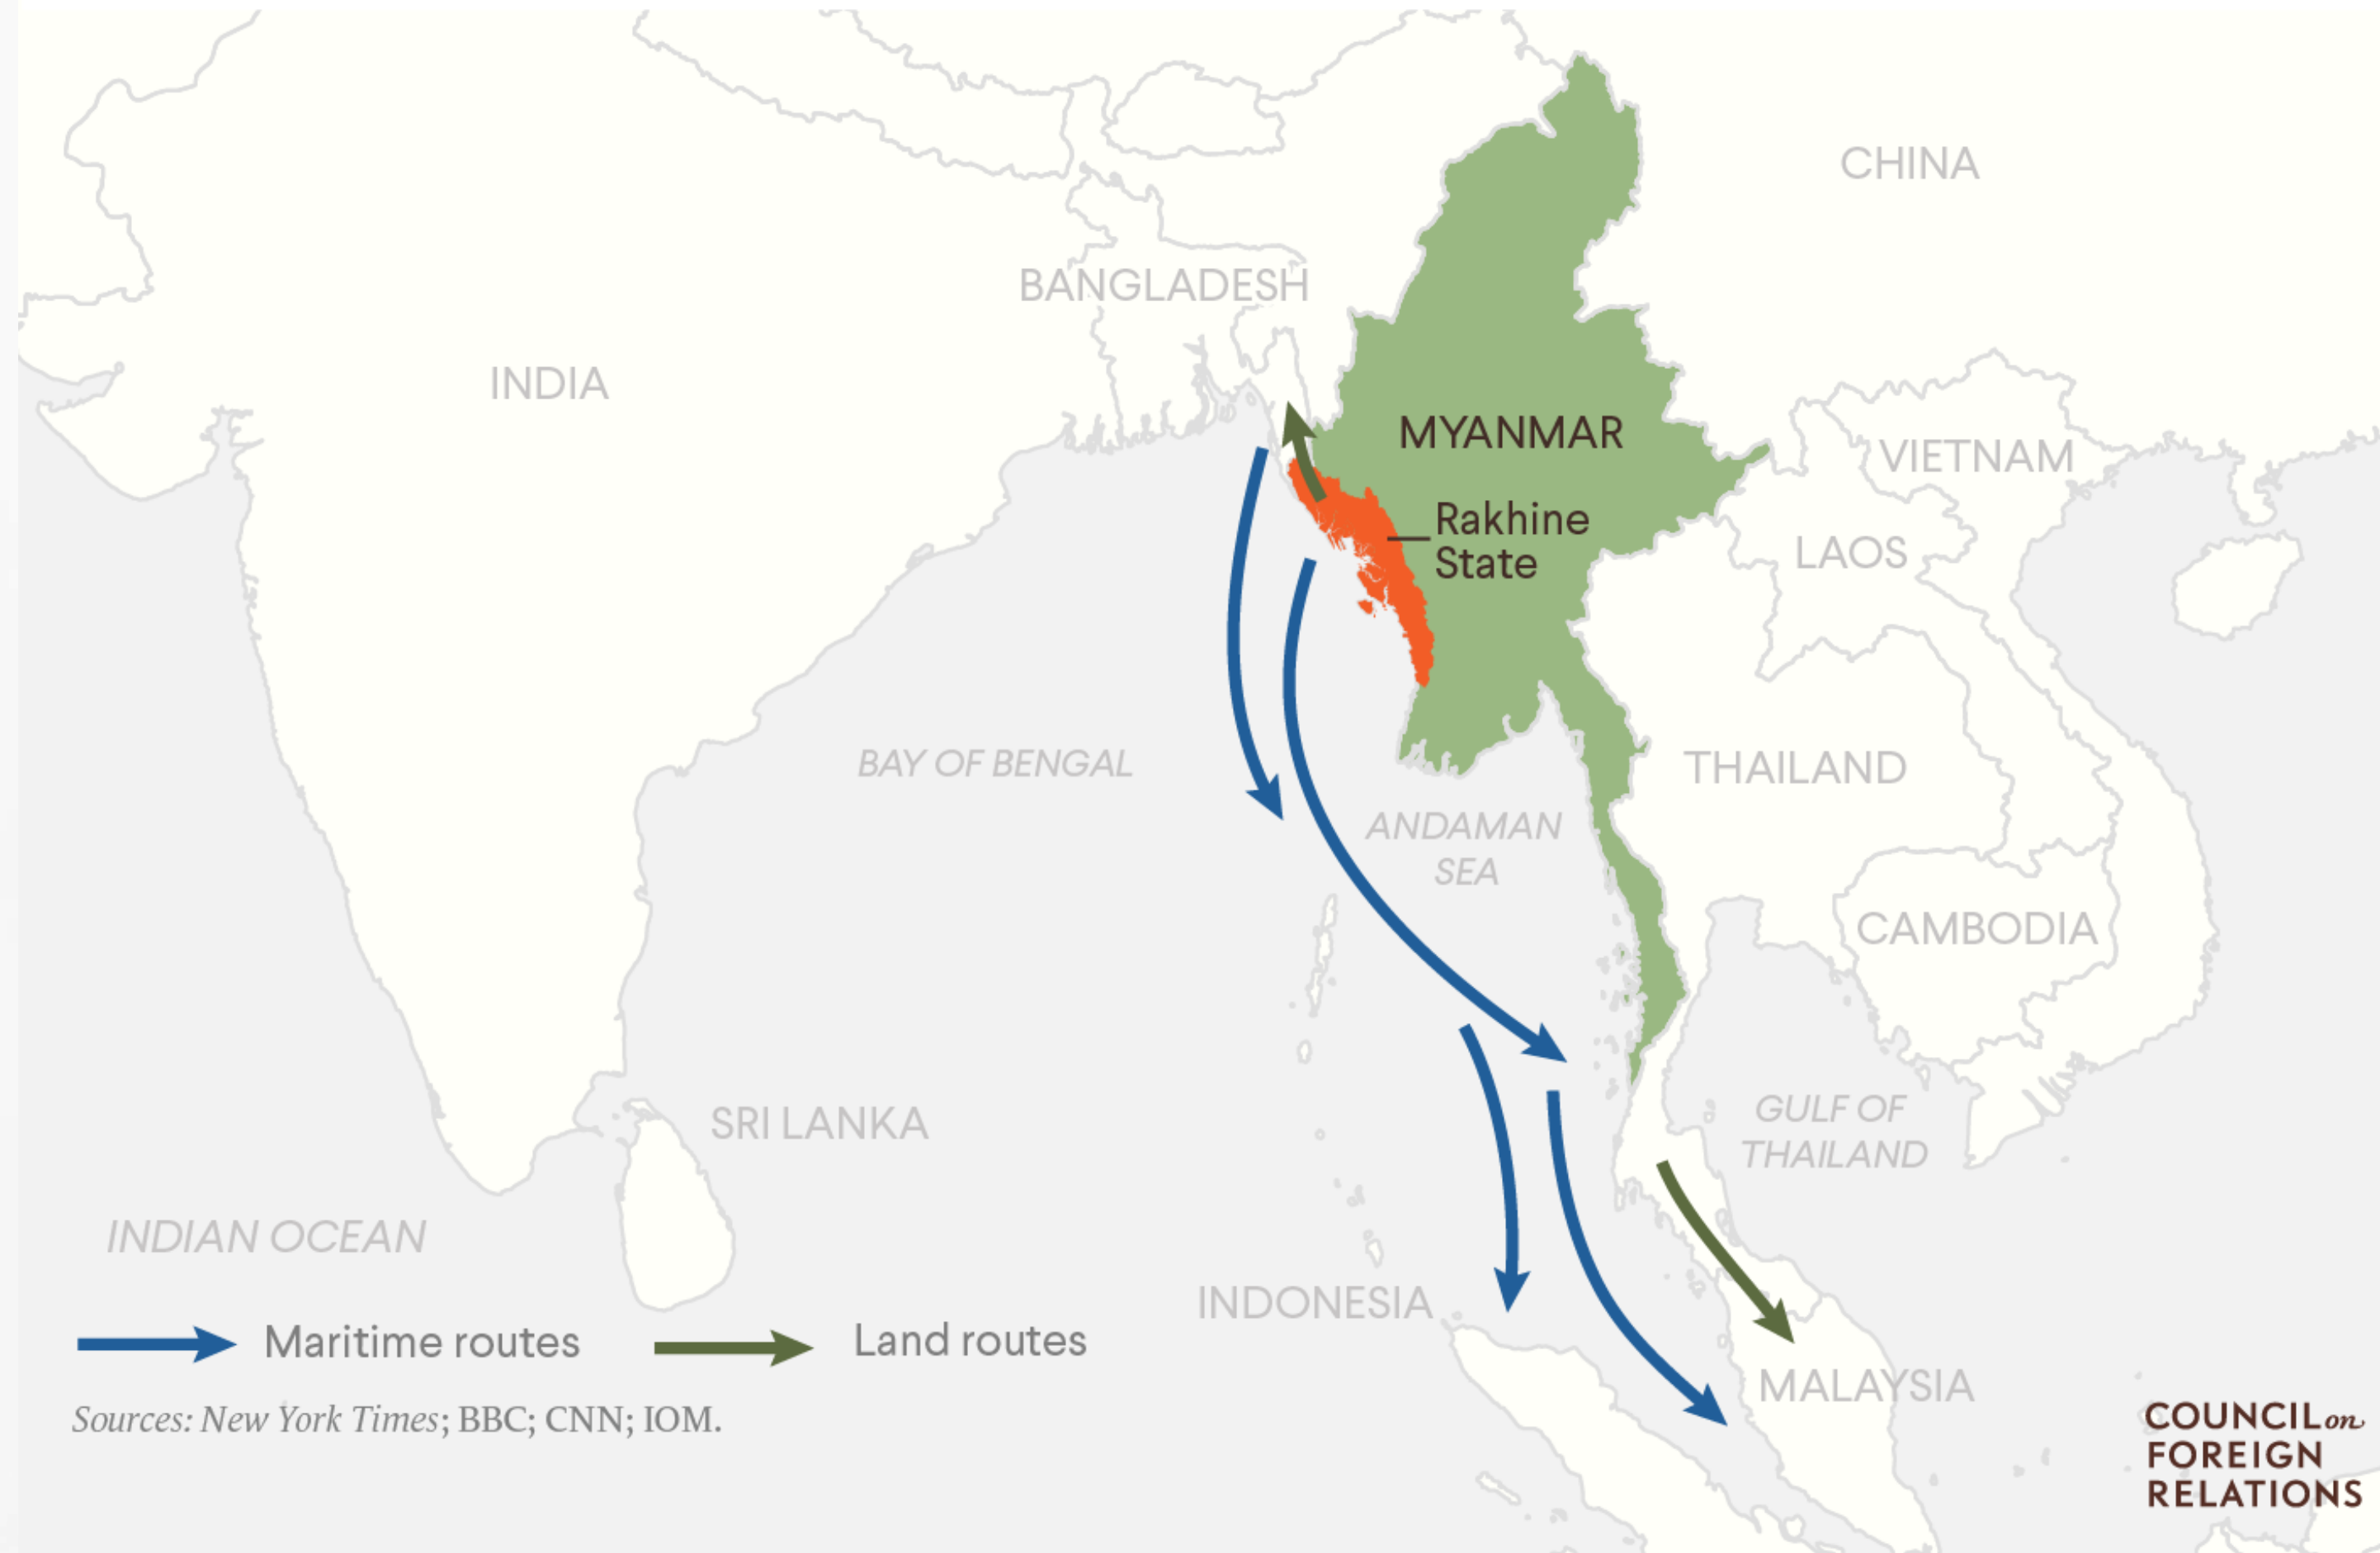 CHINA
BANGLADESH
INDIA
MYANMAR
VIETNAM
Rakhine
State
LAOS
BAY OF BENGAL
THAILAND
ANDAMAN
SEA
CAMBODIA
SRI LANKA
GULF OF
THAILAND
INDIAN OCEAN
INDONESIA
Maritime routes
Land routes
MALAYSIA
Sources: New York Times; BBC; CNN; IOM.
COUNCIL on
FOREIGN
RELATIONS